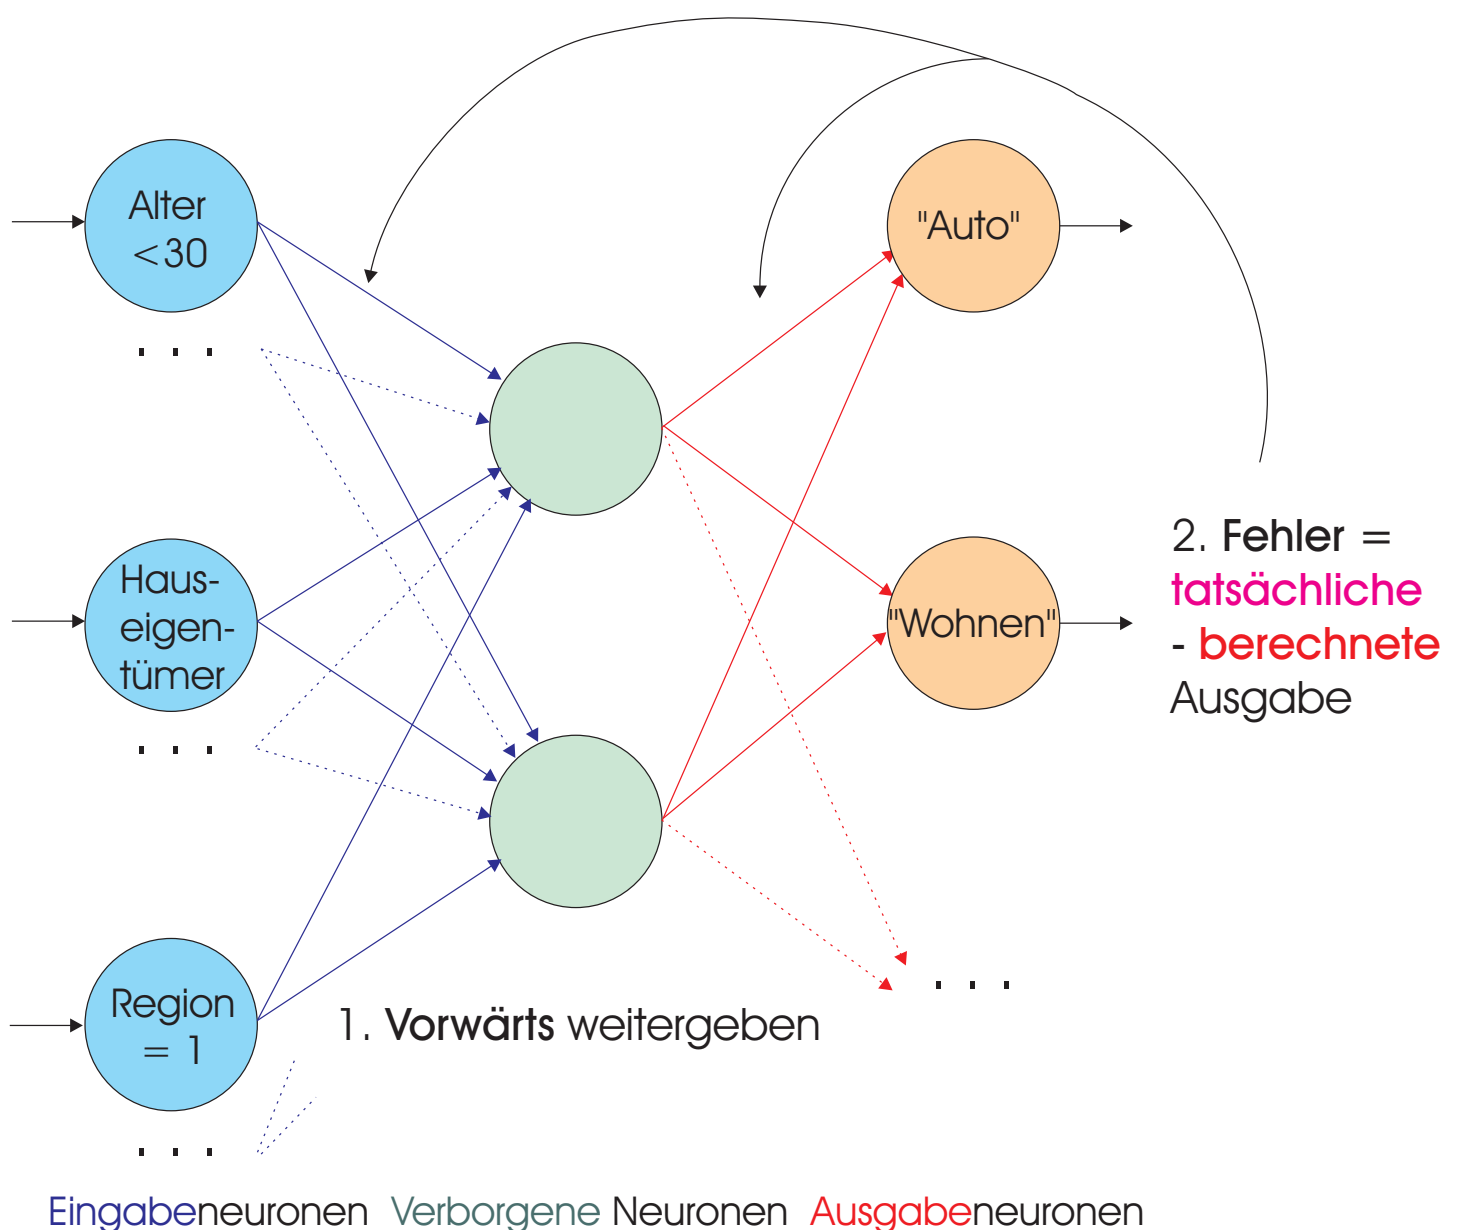 Alter
<30
. . .
Haus-
eigen-
tümer
. . .
Region
= 1
. . .
"Auto"
"Wohnen"
. . .
2. Fehler =
tatsächliche
- berechnete
Ausgabe
1. Vorwärts weitergeben
Eingabeneuronen Verborgene Neuronen Ausgabeneuronen